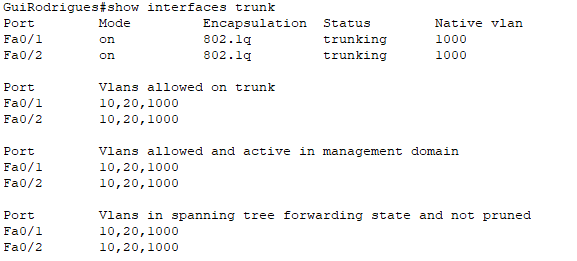 GuiRodrigues#show interfaces trunk
Port        Mode         Encapsulation  Status        Native vlan
Fa0/1       on           802.1q         trunking      1000
Fa0/2       on           802.1q         trunking      1000

Port        Vlans allowed on trunk
Fa0/1       10,20,1000
Fa0/2       10,20,1000

Port        Vlans allowed and active in management domain
Fa0/1       10,20,1000
Fa0/2       10,20,1000

Port        Vlans in spanning tree forwarding state and not pruned
Fa0/1       10,20,1000
Fa0/2       10,20,1000